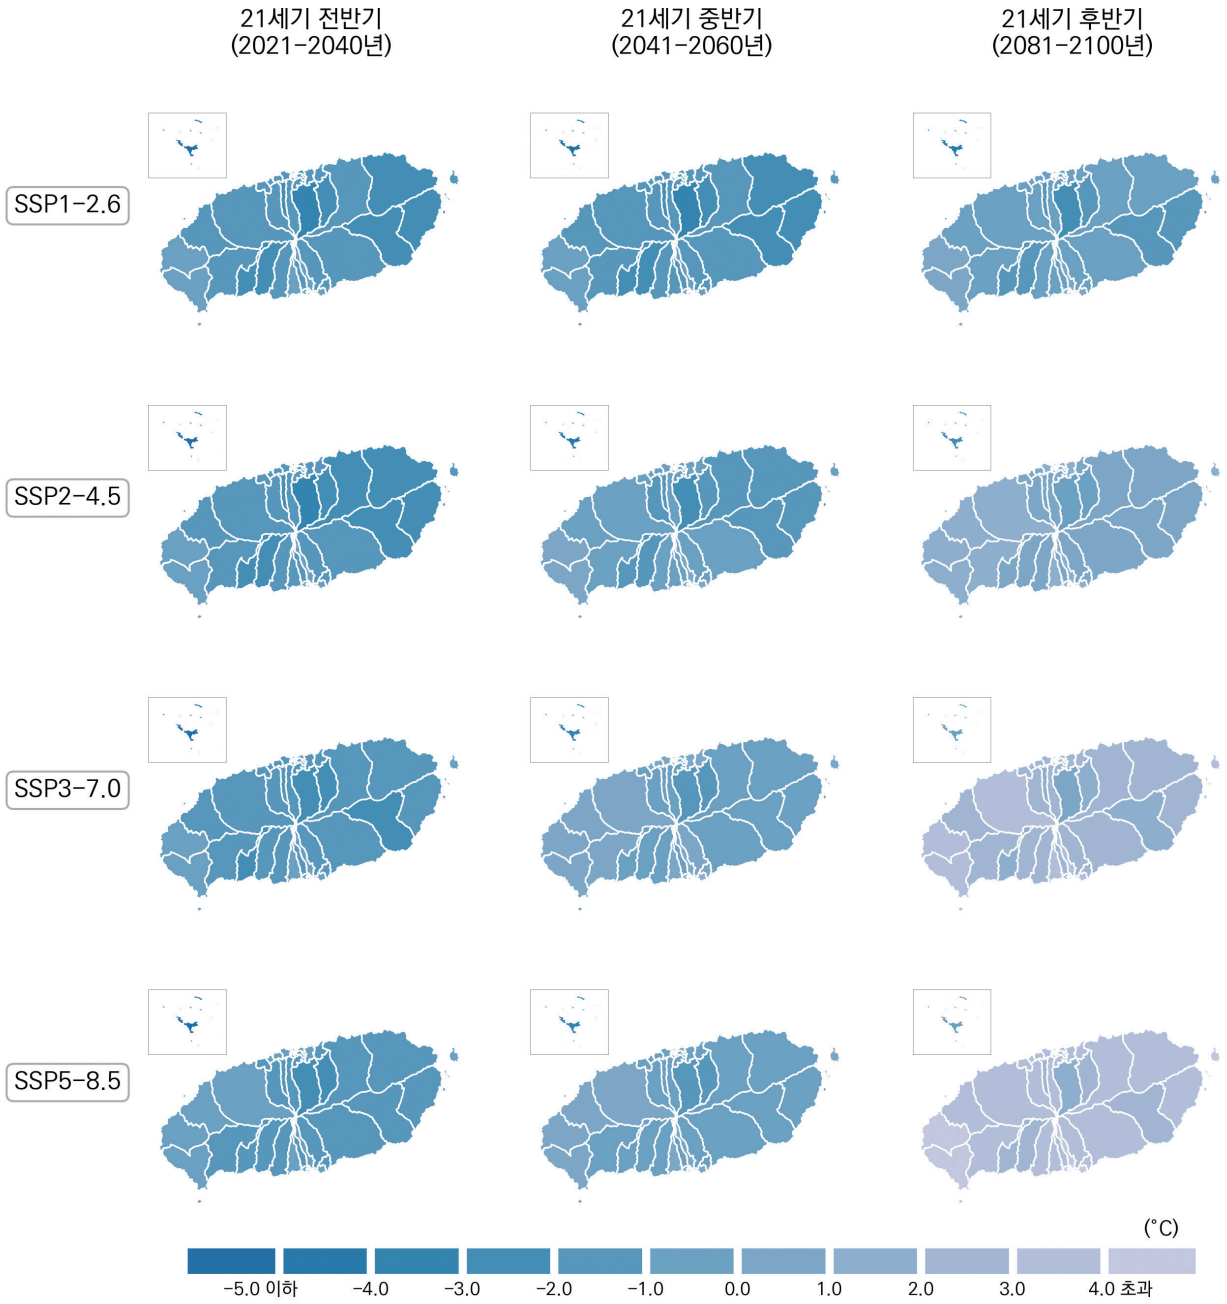 21세기 전반기
(2021-2040년)
21세기 중반기
(2041-2060년)
21세기 후반기
(2081-2100년)
SSP1-2.6
SSP2-4.5
SSP3-7.0
SSP5-8.5
(°C)
-5.0 이하 -4.0 -3.0 -2.0 -1.0 0.0 1.0 2.0 3.0 4.0 초과